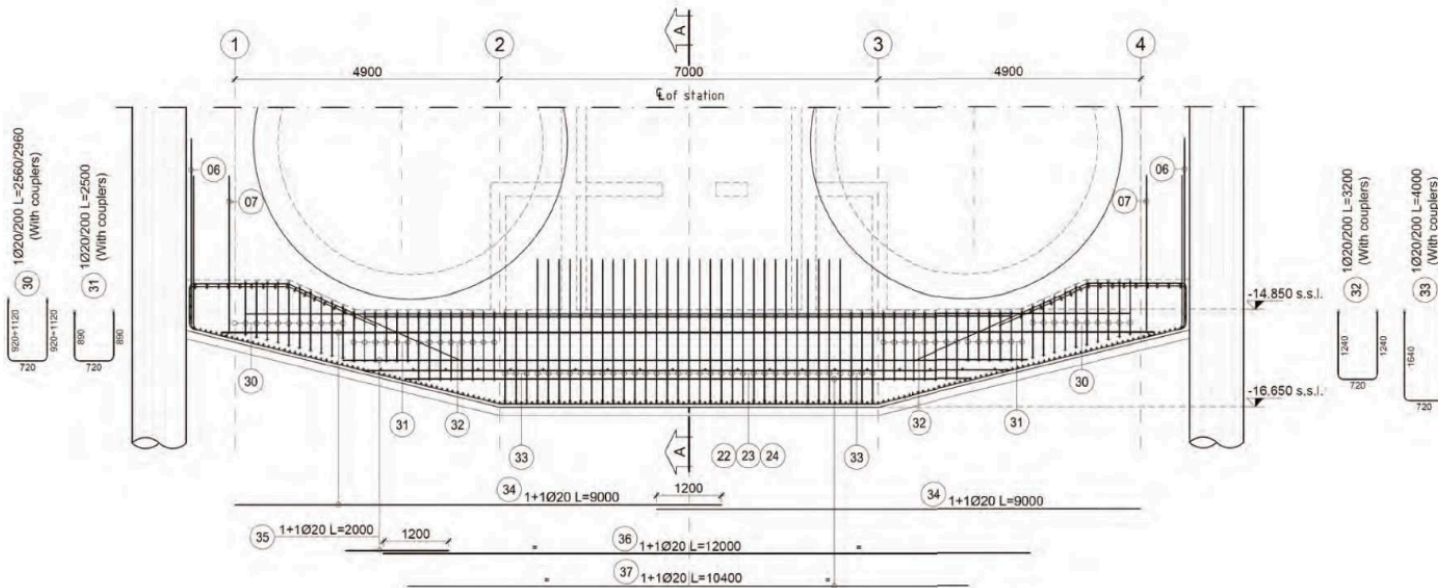 A
1
2
3
4
4900
7000
4900
℄ of station
1Ø20/200 L=2560/2960
(With couplers)
30
920÷1120
920÷1120
720
1Ø20/200 L=2500
(With couplers)
31
890
890
720
06
07
07
06
1Ø20/200 L=3200
(With couplers)
32
1240
1240
720
1Ø20/200 L=4000
(With couplers)
33
1640
720
-14.850 s.s.l.
-16.650 s.s.l.
30
31
32
33
A
22
23
24
33
32
31
30
34
1+1Ø20 L=9000
1200
34
1+1Ø20 L=9000
35
1+1Ø20 L=2000
1200
=
36
1+1Ø20 L=12000
=
=
37
1+1Ø20 L=10400
=